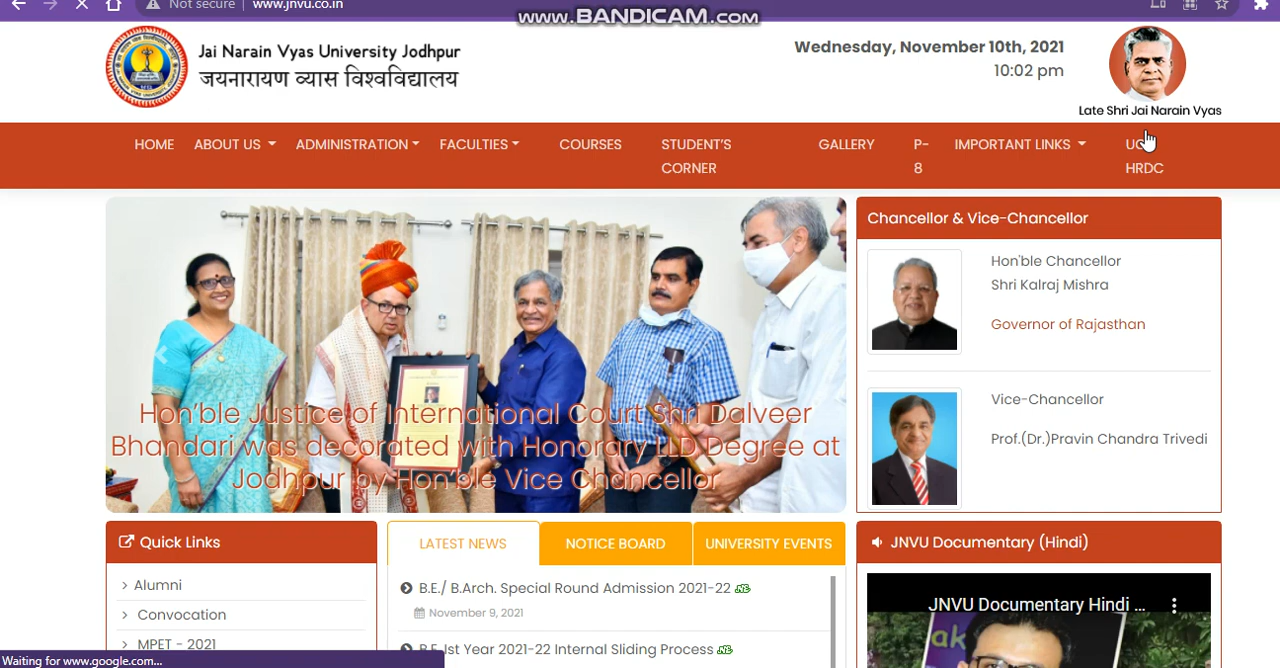 Not secure | www.jnvu.co.in
www.BANDICAM.com
Jai Narain Vyas University Jodhpur
जयनारायण व्यास विश्वविद्यालय
Wednesday, November 10th, 2021
10:02 pm
Late Shri Jai Narain Vyas
HOME ABOUT US ADMINISTRATION FACULTIES COURSES STUDENT'S CORNER GALLERY P-8 IMPORTANT LINKS HRDC
Hon'ble Justice of International Court Shri Dalveer
Bhandari was decorated with Honorary LLD Degree at
Jodhpur by Hon'ble Vice Chancellor
Chancellor & Vice-Chancellor
Hon'ble Chancellor
Shri Kalraj Mishra
Governor of Rajasthan
Vice-Chancellor
Prof.(Dr.)Pravin Chandra Trivedi
Quick Links
Alumni
Convocation
MPET - 2021
LATEST NEWS NOTICE BOARD UNIVERSITY EVENTS
B.E./ B.Arch. Special Round Admission 2021-22
November 9, 2021
B.E.Ist Year 2021-22 Internal Sliding Process
JNVU Documentary (Hindi)
JNVU Documentary Hindi ...
Waiting for www.google.com...